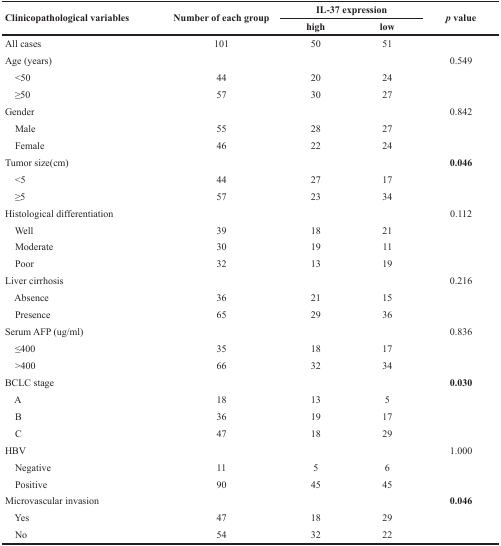 Clinicopathological variables Number of each group IL-37 expression p value
high low
All cases 101 50 51
Age (years) 0.549
<50 44 20 24
≥50 57 30 27
Gender 0.842
Male 55 28 27
Female 46 22 24
Tumor size(cm) 0.046
<5 44 27 17
≥5 57 23 34
Histological differentiation 0.112
Well 39 18 21
Moderate 30 19 11
Poor 32 13 19
Liver cirrhosis 0.216
Absence 36 21 15
Presence 65 29 36
Serum AFP (ug/ml) 0.836
≤400 35 18 17
>400 66 32 34
BCLC stage 0.030
A 18 13 5
B 36 19 17
C 47 18 29
HBV 1.000
Negative 11 5 6
Positive 90 45 45
Microvascular invasion 0.046
Yes 47 18 29
No 54 32 22